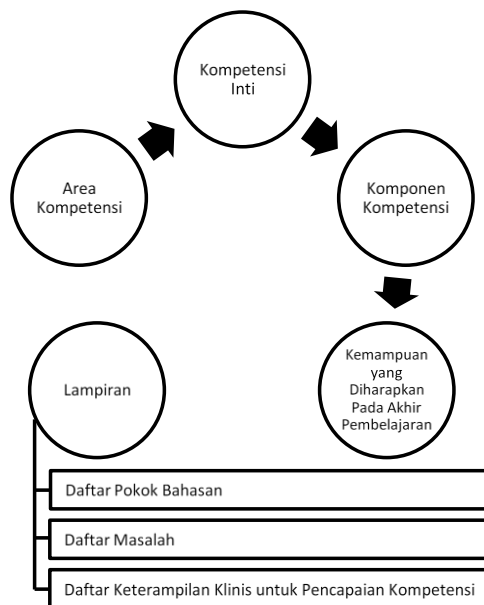 Kompetensi
Inti
Area
Kompetensi
Komponen
Kompetensi
Kemampuan
yang
Diharapkan
Pada Akhir
Pembelajaran
Lampiran
Daftar Pokok Bahasan
Daftar Masalah
Daftar Keterampilan Klinis untuk Pencapaian Kompetensi